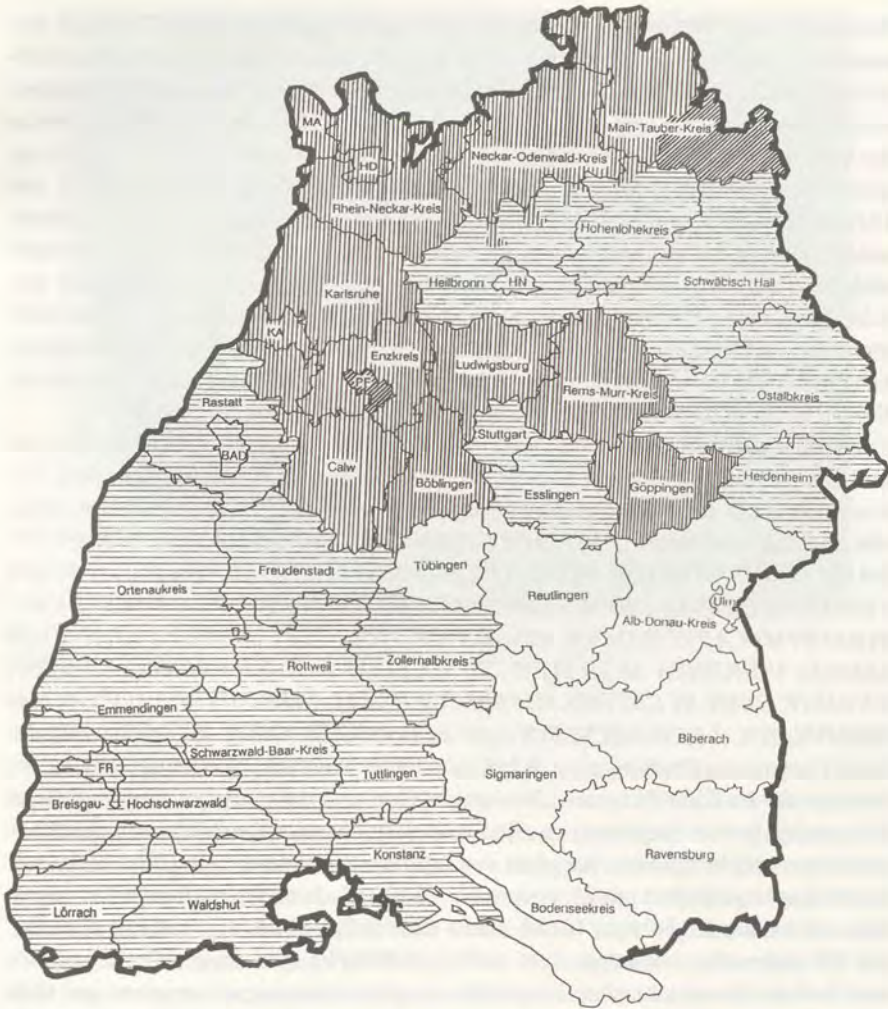 MA
Main-Tauber-Kreis
Neckar-Odenwald-Kreis
HD
Rhein-Neckar-Kreis
Hohenlohekreis
Heilbronn
HN
Schwäbisch Hall
Karlsruhe
KA
Enzkreis
Ludwigsburg
PF
Rems-Murr-Kreis
Ostalbkreis
Rastatt
Stuttgart
BAD
Calw
Böblingen
Esslingen
Göppingen
Heidenheim
Freudenstadt
Tübingen
Ortenaukreis
Reutlingen
Ulm
Alb-Donau-Kreis
Rottweil
Zollernalbkreis
Emmendingen
Biberach
Schwarzwald-Baar-Kreis
FR
Tuttlingen
Sigmaringen
Breisgau-Hochschwarzwald
Konstanz
Ravensburg
Lörrach
Waldshut
Bodenseekreis